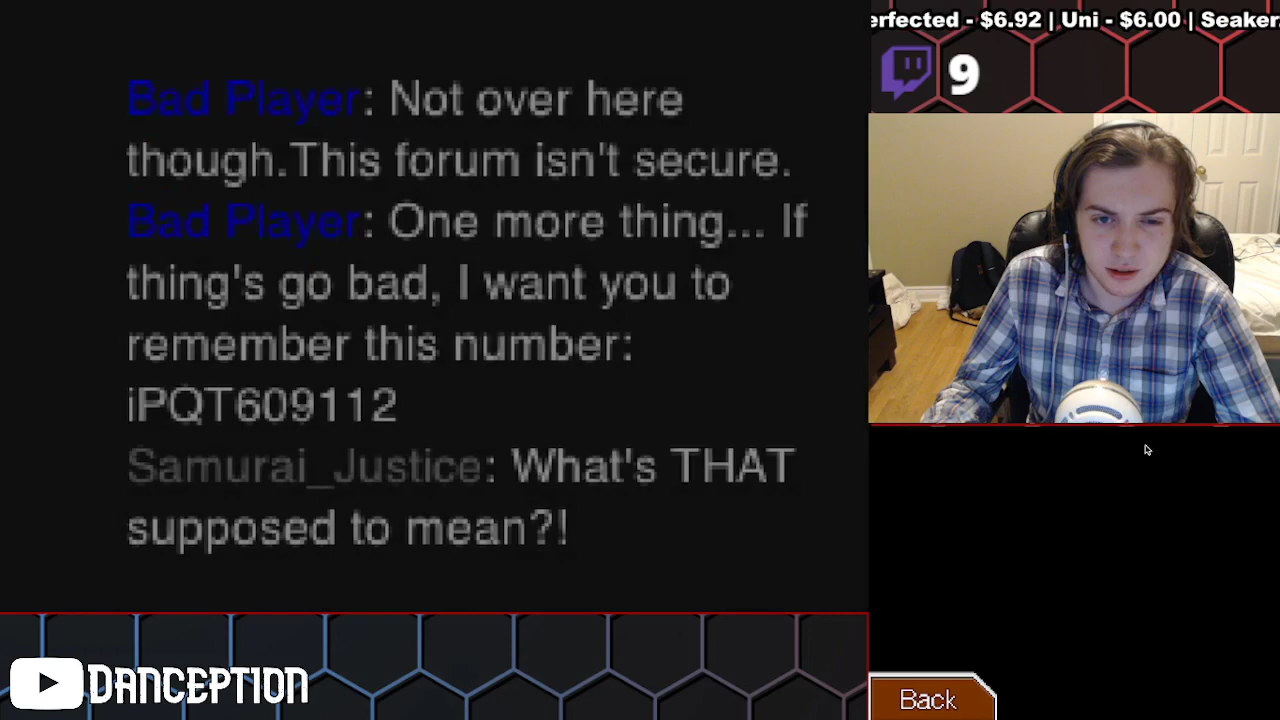 erfected - $6.92 | Uni - $6.00 | Seaker.
9
Bad Player: Not over here
though.This forum isn't secure.
Bad Player: One more thing... If
thing's go bad, I want you to
remember this number:
iPQT609112
Samurai_Justice: What's THAT
supposed to mean?!
DANCEPTION
Back